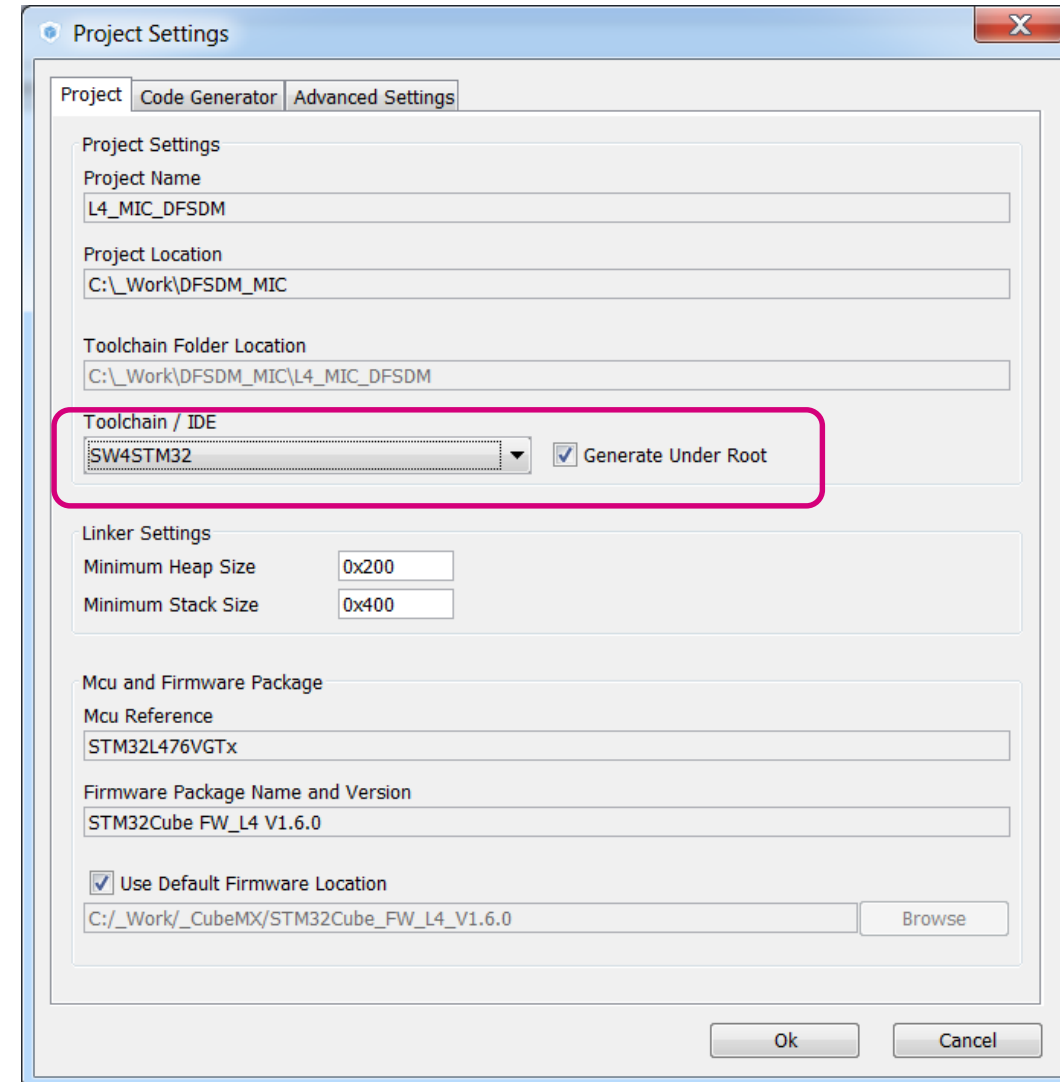 Project Settings
Project Code Generator Advanced Settings
Project Settings
Project Name
L4_MIC_DFSDM
Project Location
C:\_Work\DFSDM_MIC
Toolchain Folder Location
C:\_Work\DFSDM_MIC\L4_MIC_DFSDM
Toolchain / IDE
SW4STM32 Generate Under Root
Linker Settings
Minimum Heap Size 0x200
Minimum Stack Size 0x400
Mcu and Firmware Package
Mcu Reference
STM32L476VGTx
Firmware Package Name and Version
STM32Cube FW_L4 V1.6.0
Use Default Firmware Location
C:/_Work/_CubeMX/STM32Cube_FW_L4_V1.6.0 Browse
Ok Cancel